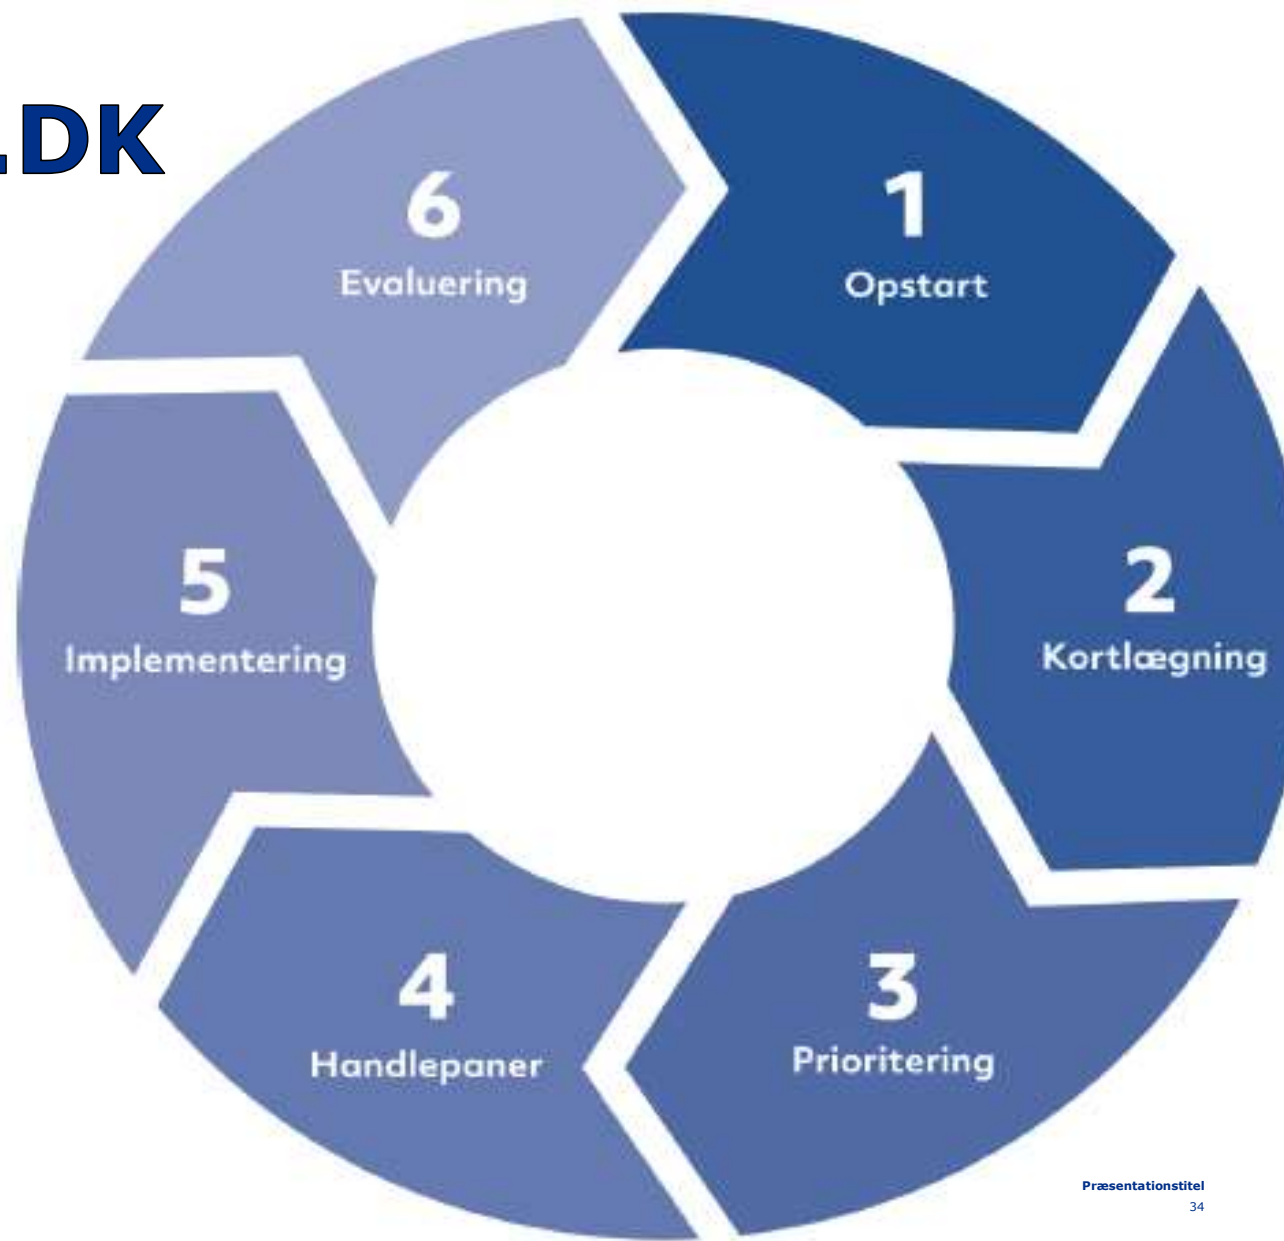 .DK
1
Opstart
2
Kortlægning
3
Prioritering
4
Handlepaner
5
Implementering
6
Evaluering
Præsentationstitel
34